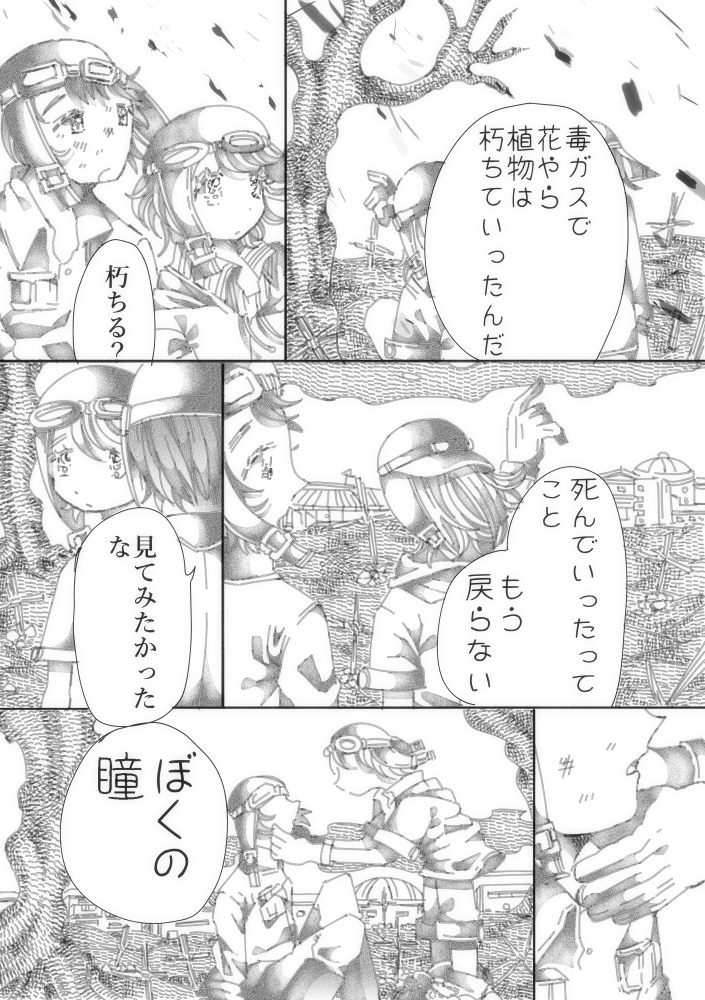 毒ガスで
花やら
植物は
朽ちていったんだ
朽ちる？
死んでいったって
こと
もう
戻らない
見てみたかった
な
ぼくの
瞳